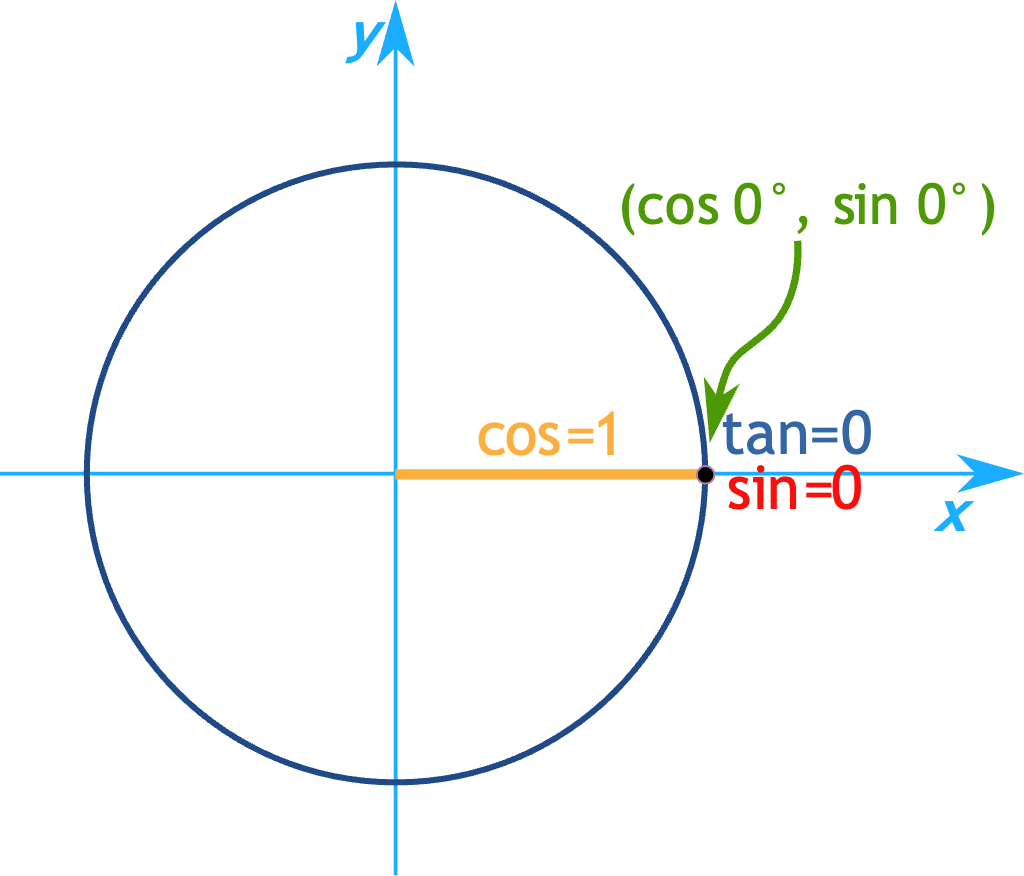 y
(cos 0°, sin 0°)
cos=1
tan=0
sin=0
x